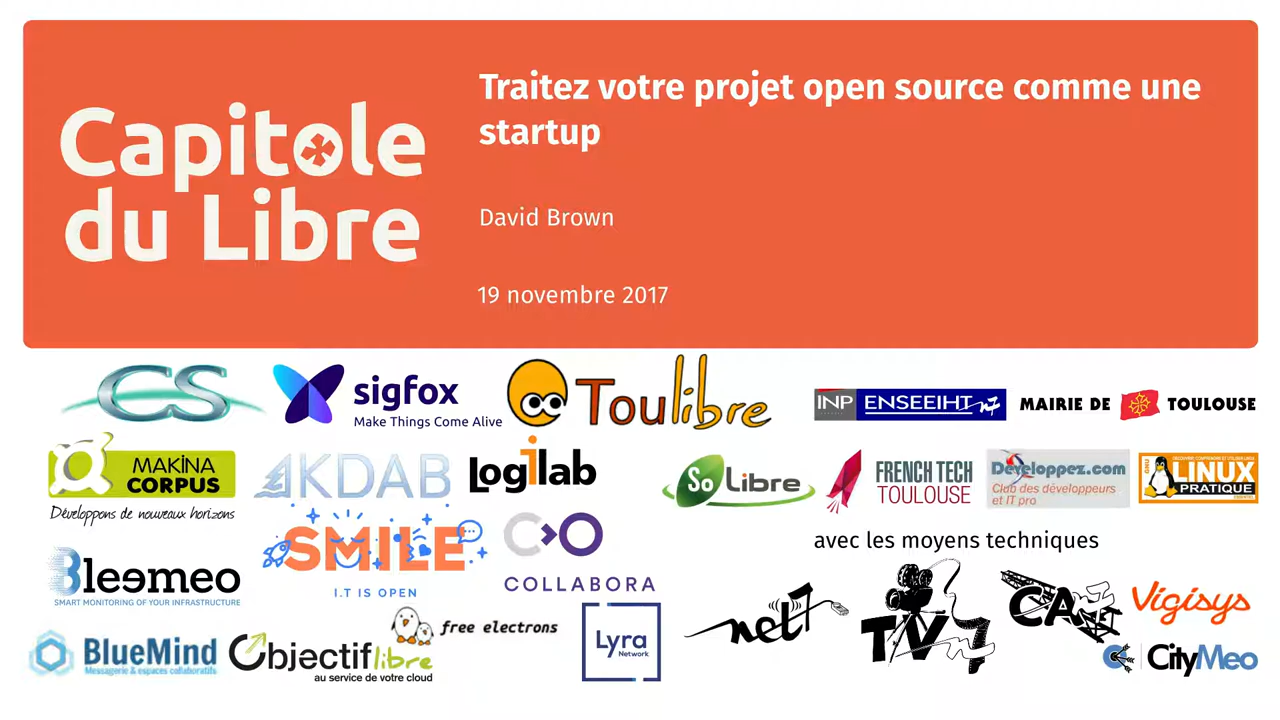 Capitole
du Libre
Traitez votre projet open source comme une
startup
David Brown
19 novembre 2017
CS
sigfox
Make Things Come Alive
Toulibre
INP ENSEEIHT n7
MAIRIE DE TOULOUSE
MAKINA
CORPUS
Développons de nouveaux horizons
KDAB
Logilab
So Libre
FRENCH TECH
TOULOUSE
Developpez.com
Club des développeurs
et IT pro
LINUX
PRATIQUE
SMILE
I.T IS OPEN
COLLABORA
avec les moyens techniques
Bleemeo
SMART MONITORING OF YOUR INFRASTRUCTURE
net7
TV7
CA
Vigisys
CityMeo
BlueMind
Messagerie & espaces collaboratifs
Objectif libre
au service de votre cloud
free electrons
Lyra
Network